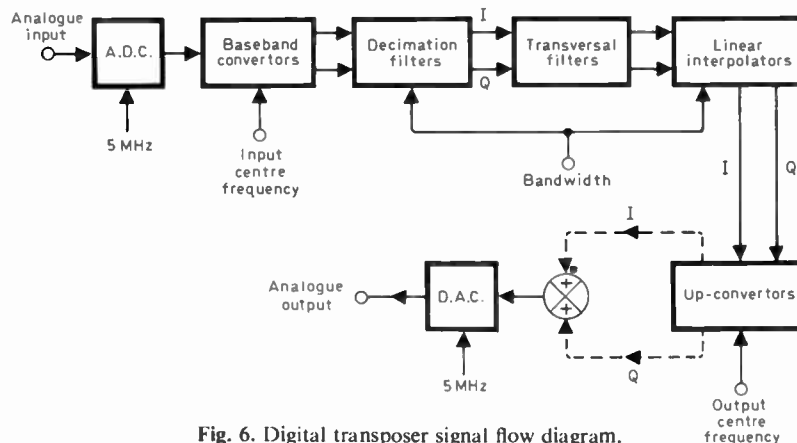 Analogue
input
A.D.C.
5 MHz
Baseband
convertors
Input
centre
frequency
Decimation
filters
I
Q
Transversal
filters
Linear
interpolators
Bandwidth
I
Q
I
Analogue
output
D.A.C.
5 MHz
+
+
Q
Up-convertors
Output
centre
frequency
Fig. 6. Digital transposer signal flow diagram.